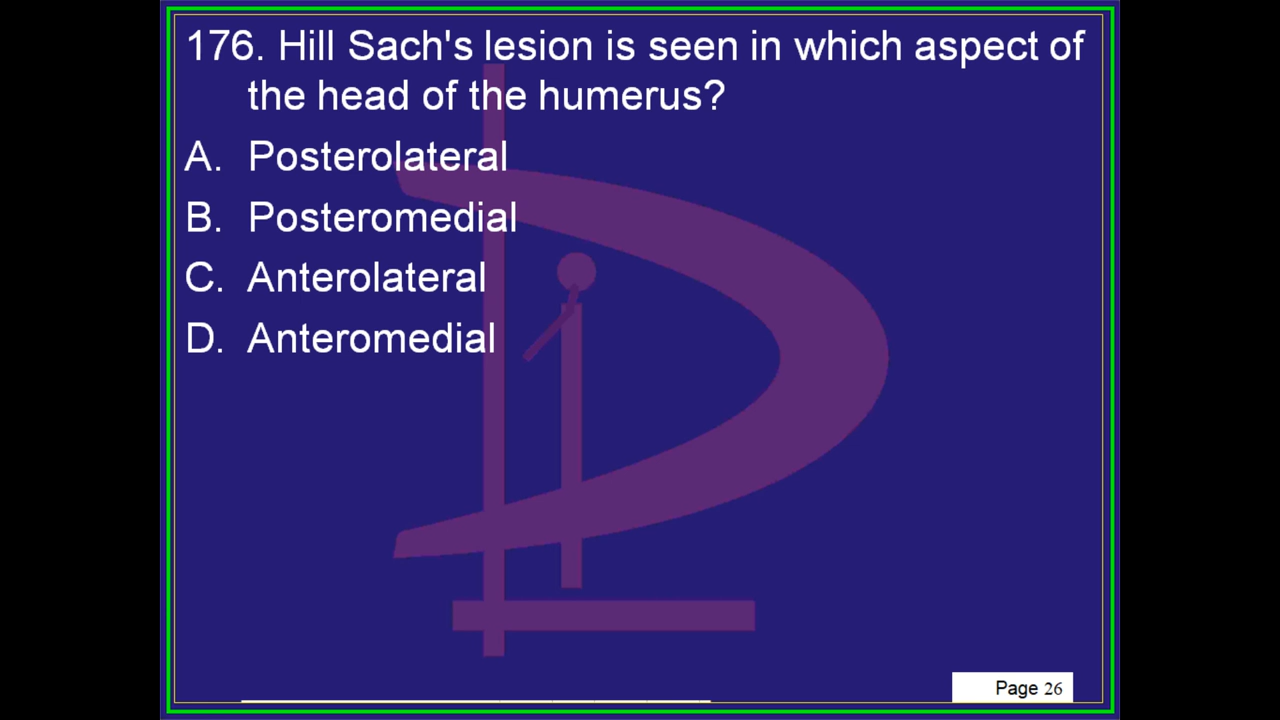 176. Hill Sach's lesion is seen in which aspect of
the head of the humerus?
A. Posterolateral
B. Posteromedial
C. Anterolateral
D. Anteromedial
Page 26